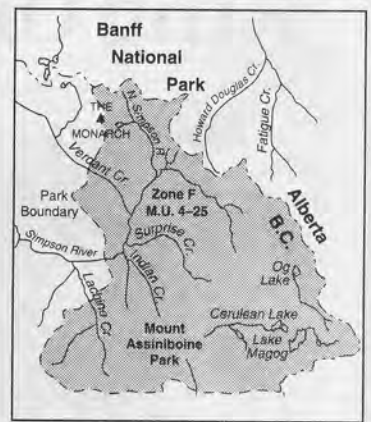 Banff
National
Park
THE
MONARCH
N. Simpson R.
Howard Douglas Cr.
Fatigue Cr.
Verdant Cr.
Zone F
M.U. 4–25
Alberta
B.C.
Park
Boundary
Surprise Cr.
Simpson River
Indian Cr.
Og
Lake
Lachine Cr.
Cerulean Lake
Mount
Assiniboine
Park
Lake
Magog